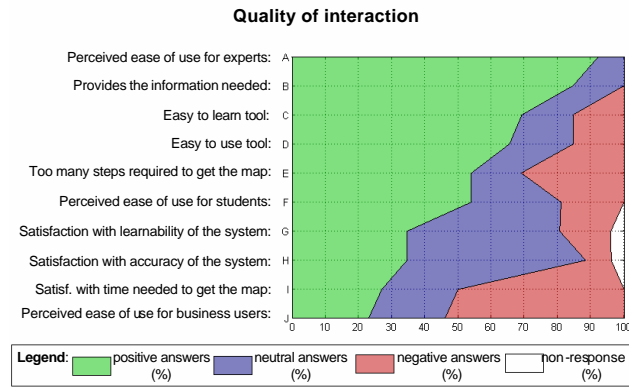 Quality of interaction
Perceived ease of use for experts: A
Provides the information needed: B
Easy to learn tool: C
Easy to use tool: D
Too many steps required to get the map: E
Perceived ease of use for students: F
Satisfaction with learnability of the system: G
Satisfaction with accuracy of the system: H
Satisf. with time needed to get the map: I
Perceived ease of use for business users: J
0 10 20 30 40 50 60 70 80 90 100
Legend: positive answers (%) neutral answers (%) negative answers (%) non-response (%)